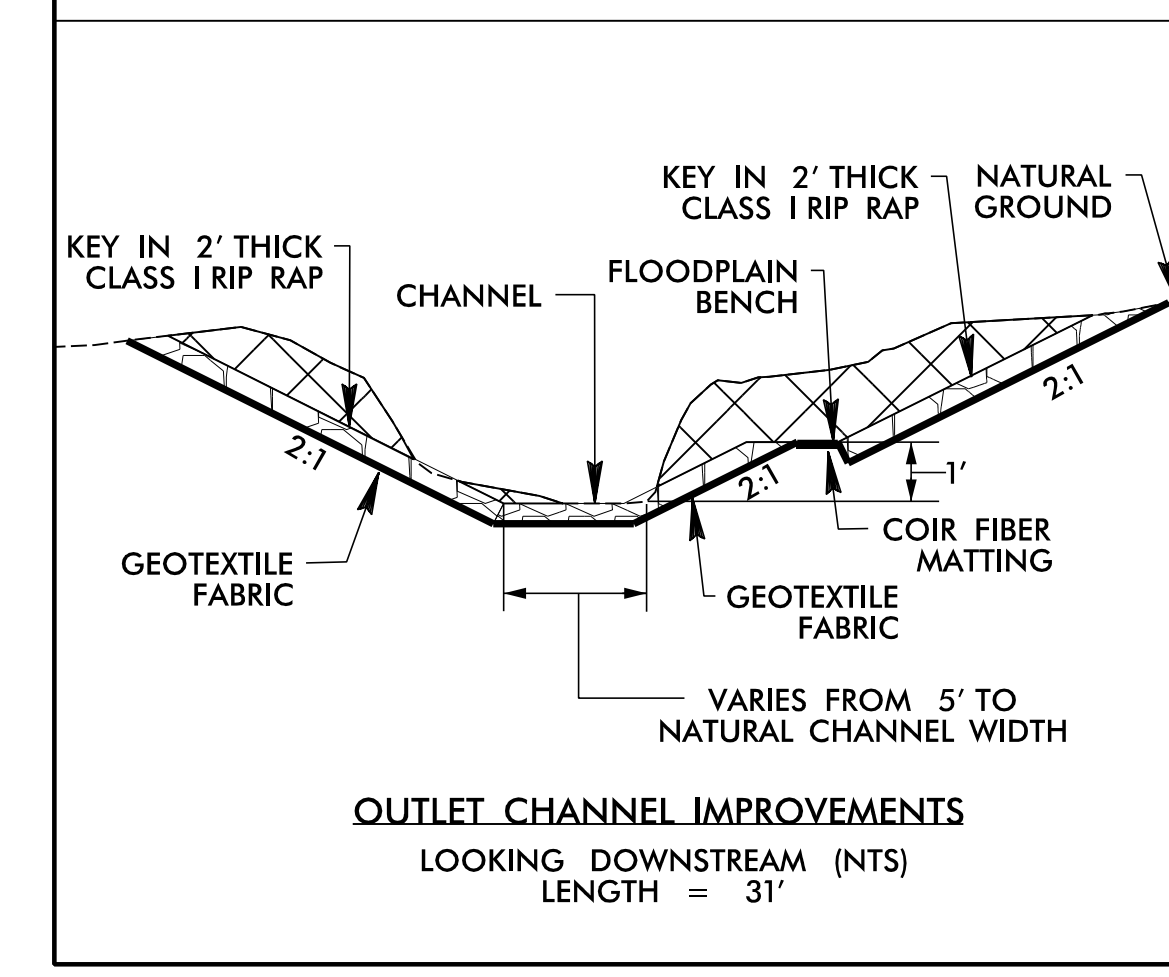 KEY IN 2' THICK
CLASS I RIP RAP
NATURAL
GROUND
KEY IN 2' THICK
CLASS I RIP RAP
FLOODPLAIN
BENCH
CHANNEL
2:1
2:1
2:1
1'
COIR FIBER
MATTING
GEOTEXTILE
FABRIC
GEOTEXTILE
FABRIC
VARIES FROM 5' TO
NATURAL CHANNEL WIDTH
OUTLET CHANNEL IMPROVEMENTS
LOOKING DOWNSTREAM (NTS)
LENGTH = 31'